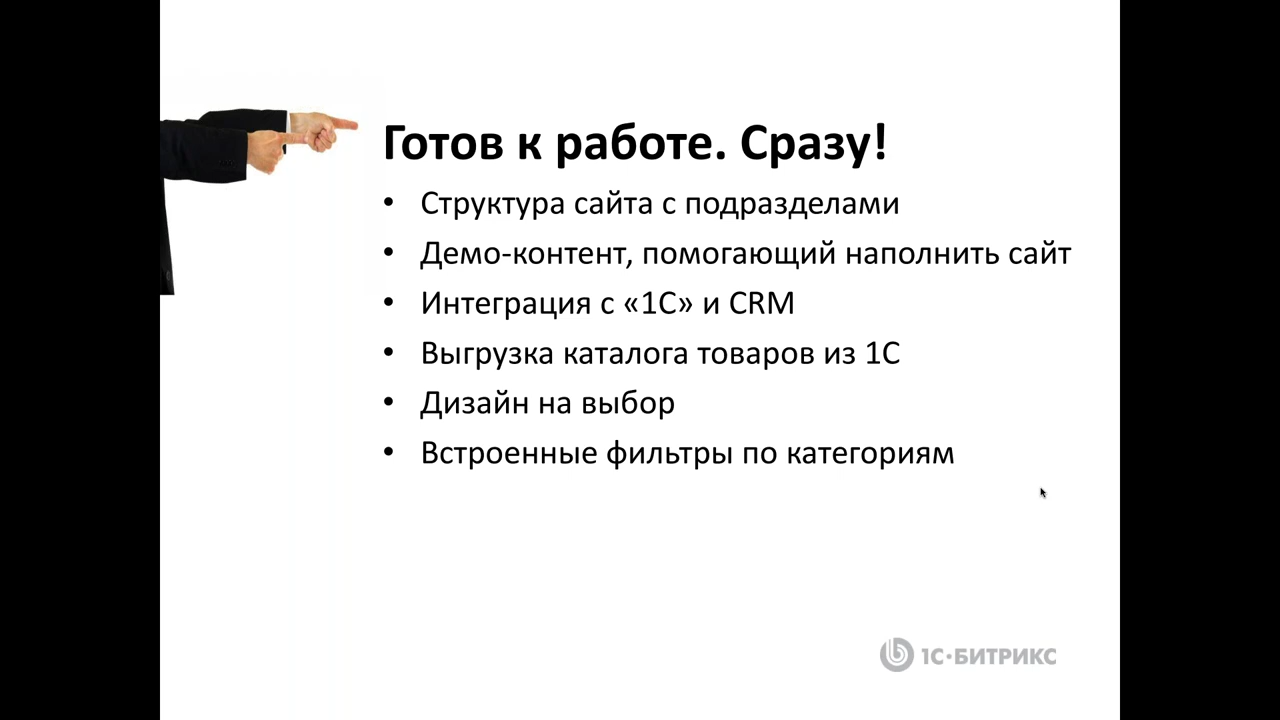 Готов к работе. Сразу!
• Структура сайта с подразделами
• Демо-контент, помогающий наполнить сайт
• Интеграция с «1С» и CRM
• Выгрузка каталога товаров из 1С
• Дизайн на выбор
• Встроенные фильтры по категориям
1С·БИТРИКС